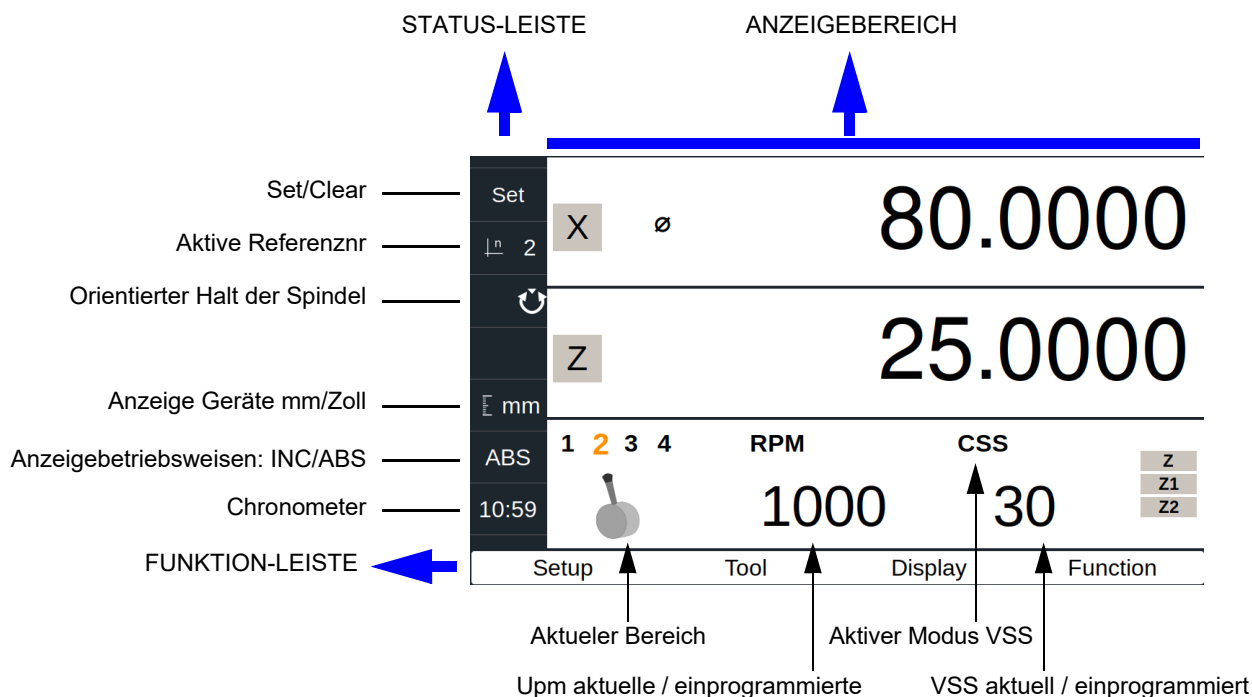 STATUS-LEISTE ANZEIGEBEREICH
Set/Clear
Set
80.0000
X ⌀
Aktive Referenznr
n 2
Orientierter Halt der Spindel
25.0000
Z
Anzeige Geräte mm/Zoll
mm
1 2 3 4 RPM CSS
Anzeigebetriebsweisen: INC/ABS
ABS
Z
Z1
Z2
Chronometer
10:59
1000 30
FUNKTION-LEISTE
Setup Tool Display Function
Aktueler Bereich Aktiver Modus VSS
Upm aktuelle / einprogrammierte VSS aktuell / einprogrammiert